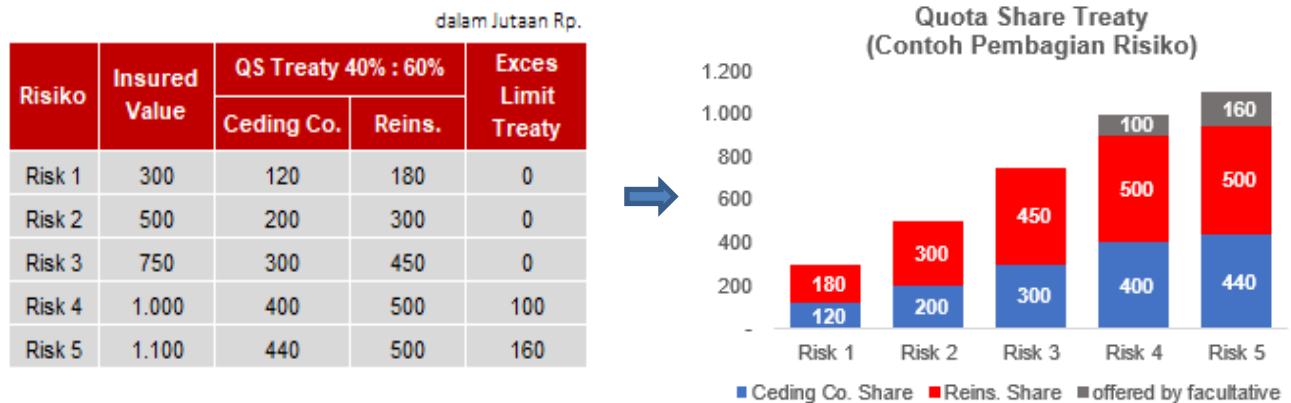 dalam Jutaan Rp.
Risiko Insured Value QS Treaty 40% : 60% Exces Limit Treaty
Ceding Co. Reins.
Risk 1 300 120 180 0
Risk 2 500 200 300 0
Risk 3 750 300 450 0
Risk 4 1.000 400 500 100
Risk 5 1.100 440 500 160
Quota Share Treaty
(Contoh Pembagian Risiko)
1.200
1.000
800
600
400
200
-
180
120
300
200
450
300
100
500
400
160
500
440
Risk 1 Risk 2 Risk 3 Risk 4 Risk 5
Ceding Co. Share Reins. Share offered by facultative